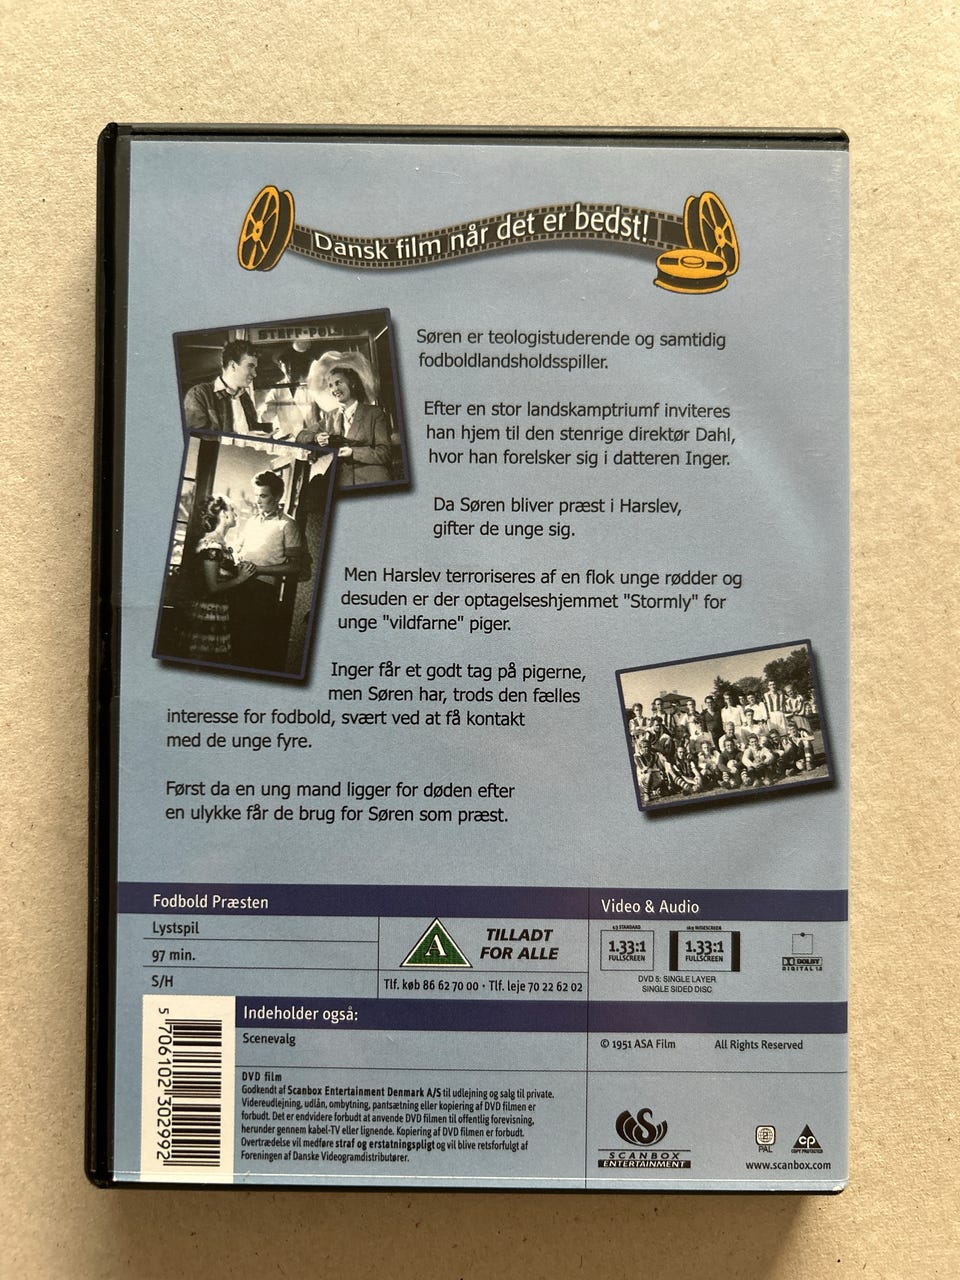 Dansk film når det er bedst!
STEFF-PØLS
Søren er teologistuderende og samtidig
fodboldlandsholdsspiller.
Efter en stor landskamptriumf inviteres
han hjem til den stenrige direktør Dahl,
hvor han forelsker sig i datteren Inger.
Da Søren bliver præst i Harslev,
gifter de unge sig.
Men Harslev terroriseres af en flok unge rødder og
desuden er der optagelseshjemmet "Stormly" for
unge "vildfarne" piger.
Inger får et godt tag på pigerne,
men Søren har, trods den fælles
interesse for fodbold, svært ved at få kontakt
med de unge fyre.
Først da en ung mand ligger for døden efter
en ulykke får de brug for Søren som præst.
Fodbold Præsten
Lystspil
97 min.
S/H
A
TILLADT
FOR ALLE
Tlf. køb 86 62 70 00 · Tlf. leje 70 22 62 02
Video & Audio
4:3 STANDARD
1.33:1
FULLSCREEN
16:9 WIDESCREEN
1.33:1
FULLSCREEN
DVD 5: SINGLE LAYER
SINGLE SIDED DISC
DOLBY
DIGITAL 1.0
Indeholder også:
Scenevalg
© 1951 ASA Film All Rights Reserved
DVD film
Godkendt af Scanbox Entertainment Denmark A/S til udlejning og salg til private.
Videreudlejning, udlån, ombytning, pantsætning eller kopiering af DVD filmen er
forbudt. Det er endvidere forbudt at anvende DVD filmen til offentlig forevisning,
herunder gennem kabel-TV eller lignende. Kopiering af DVD filmen er forbudt.
Overtrædelse vil medføre straf og erstatningspligt og vil blive retsforfulgt af
Foreningen af Danske Videogramdistributører.
5 706102 302992
SCANBOX
ENTERTAINMENT
PAL
CP
COPY PROTECTED
www.scanbox.com